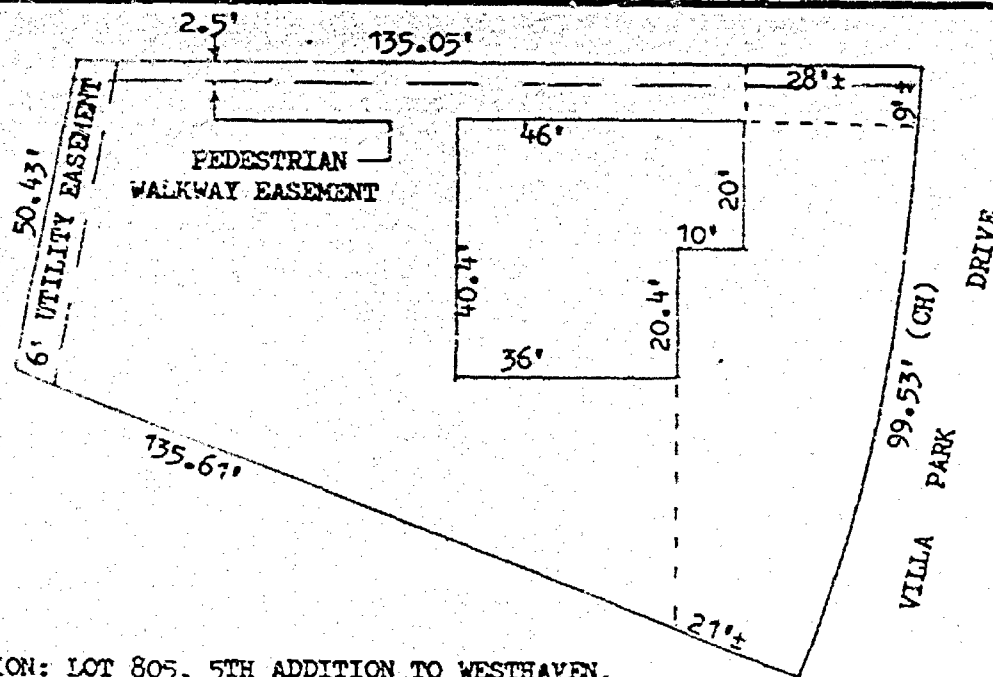 2.5'
135.05'
28'±
9'±
46'
PEDESTRIAN
WALKWAY EASEMENT
50.43'
6' UTILITY EASEMENT
20'
10'
40.4'
20.4'
36'
99.53' (CH)
VILLA PARK DRIVE
135.67'
21'±
ION: LOT 805, 5TH ADDITION TO WESTHAVEN.